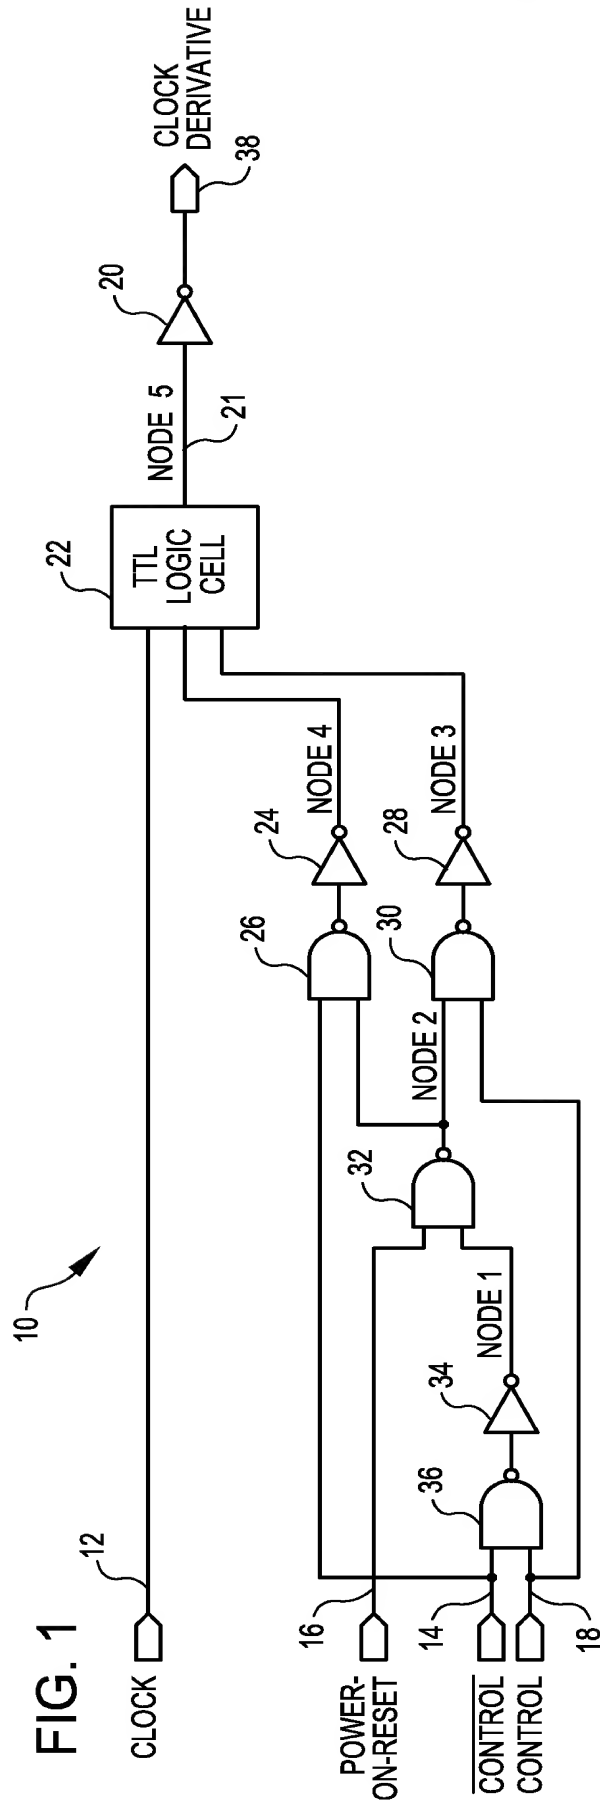 FIG. 1
10
CLOCK
12
22
TTL
LOGIC
CELL
NODE 5
21
20
38
CLOCK
DERIVATIVE
POWER-
ON-RESET
16
CONTROL
14
CONTROL
18
36
34
NODE 1
32
NODE 2
26
24
NODE 4
30
28
NODE 3